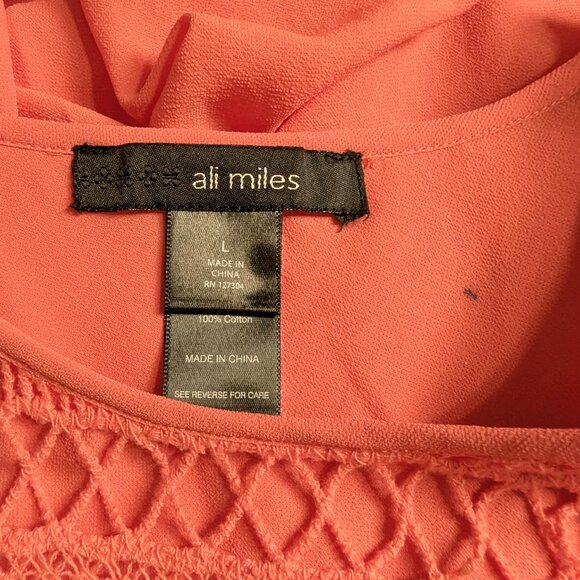 ali miles
L
MADE IN
CHINA
RN 127304
100% Cotton
MADE IN CHINA
SEE REVERSE FOR CARE